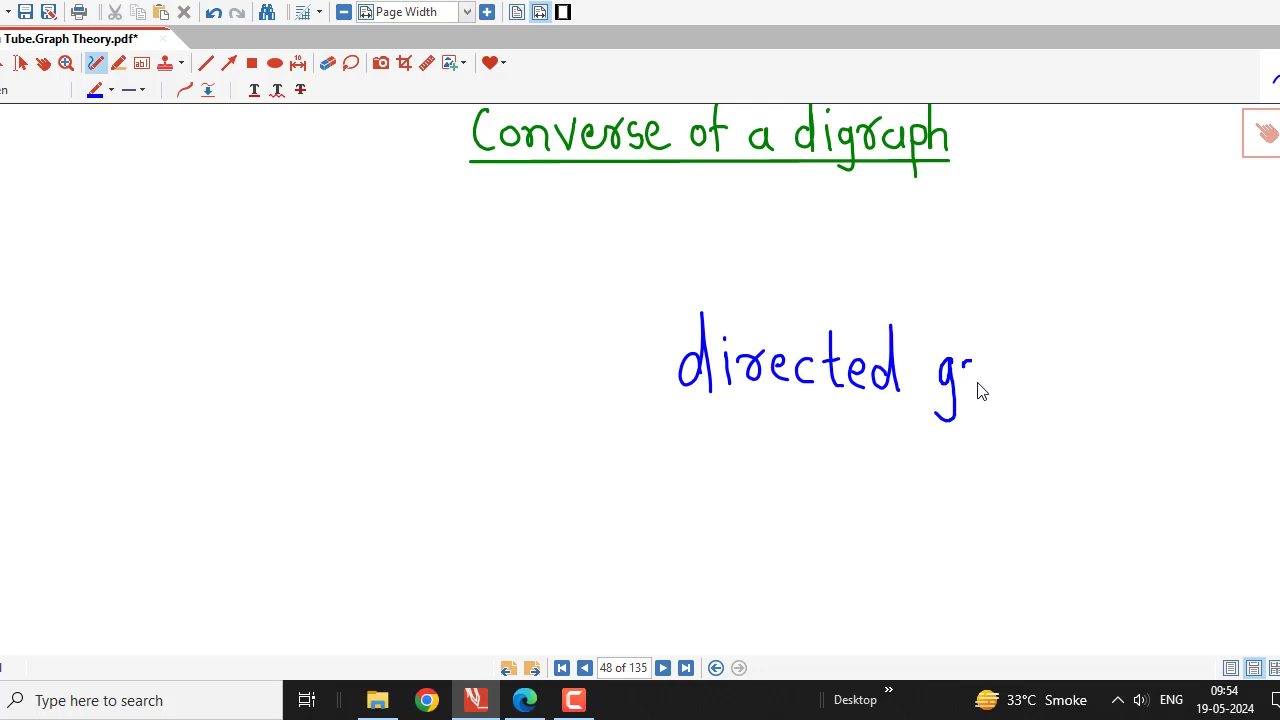 Page Width
Tube.Graph Theory.pdf*
Converse of a digraph
directed gr
48 of 135
Type here to search
Desktop
33°C Smoke
ENG
09:54
19-05-2024